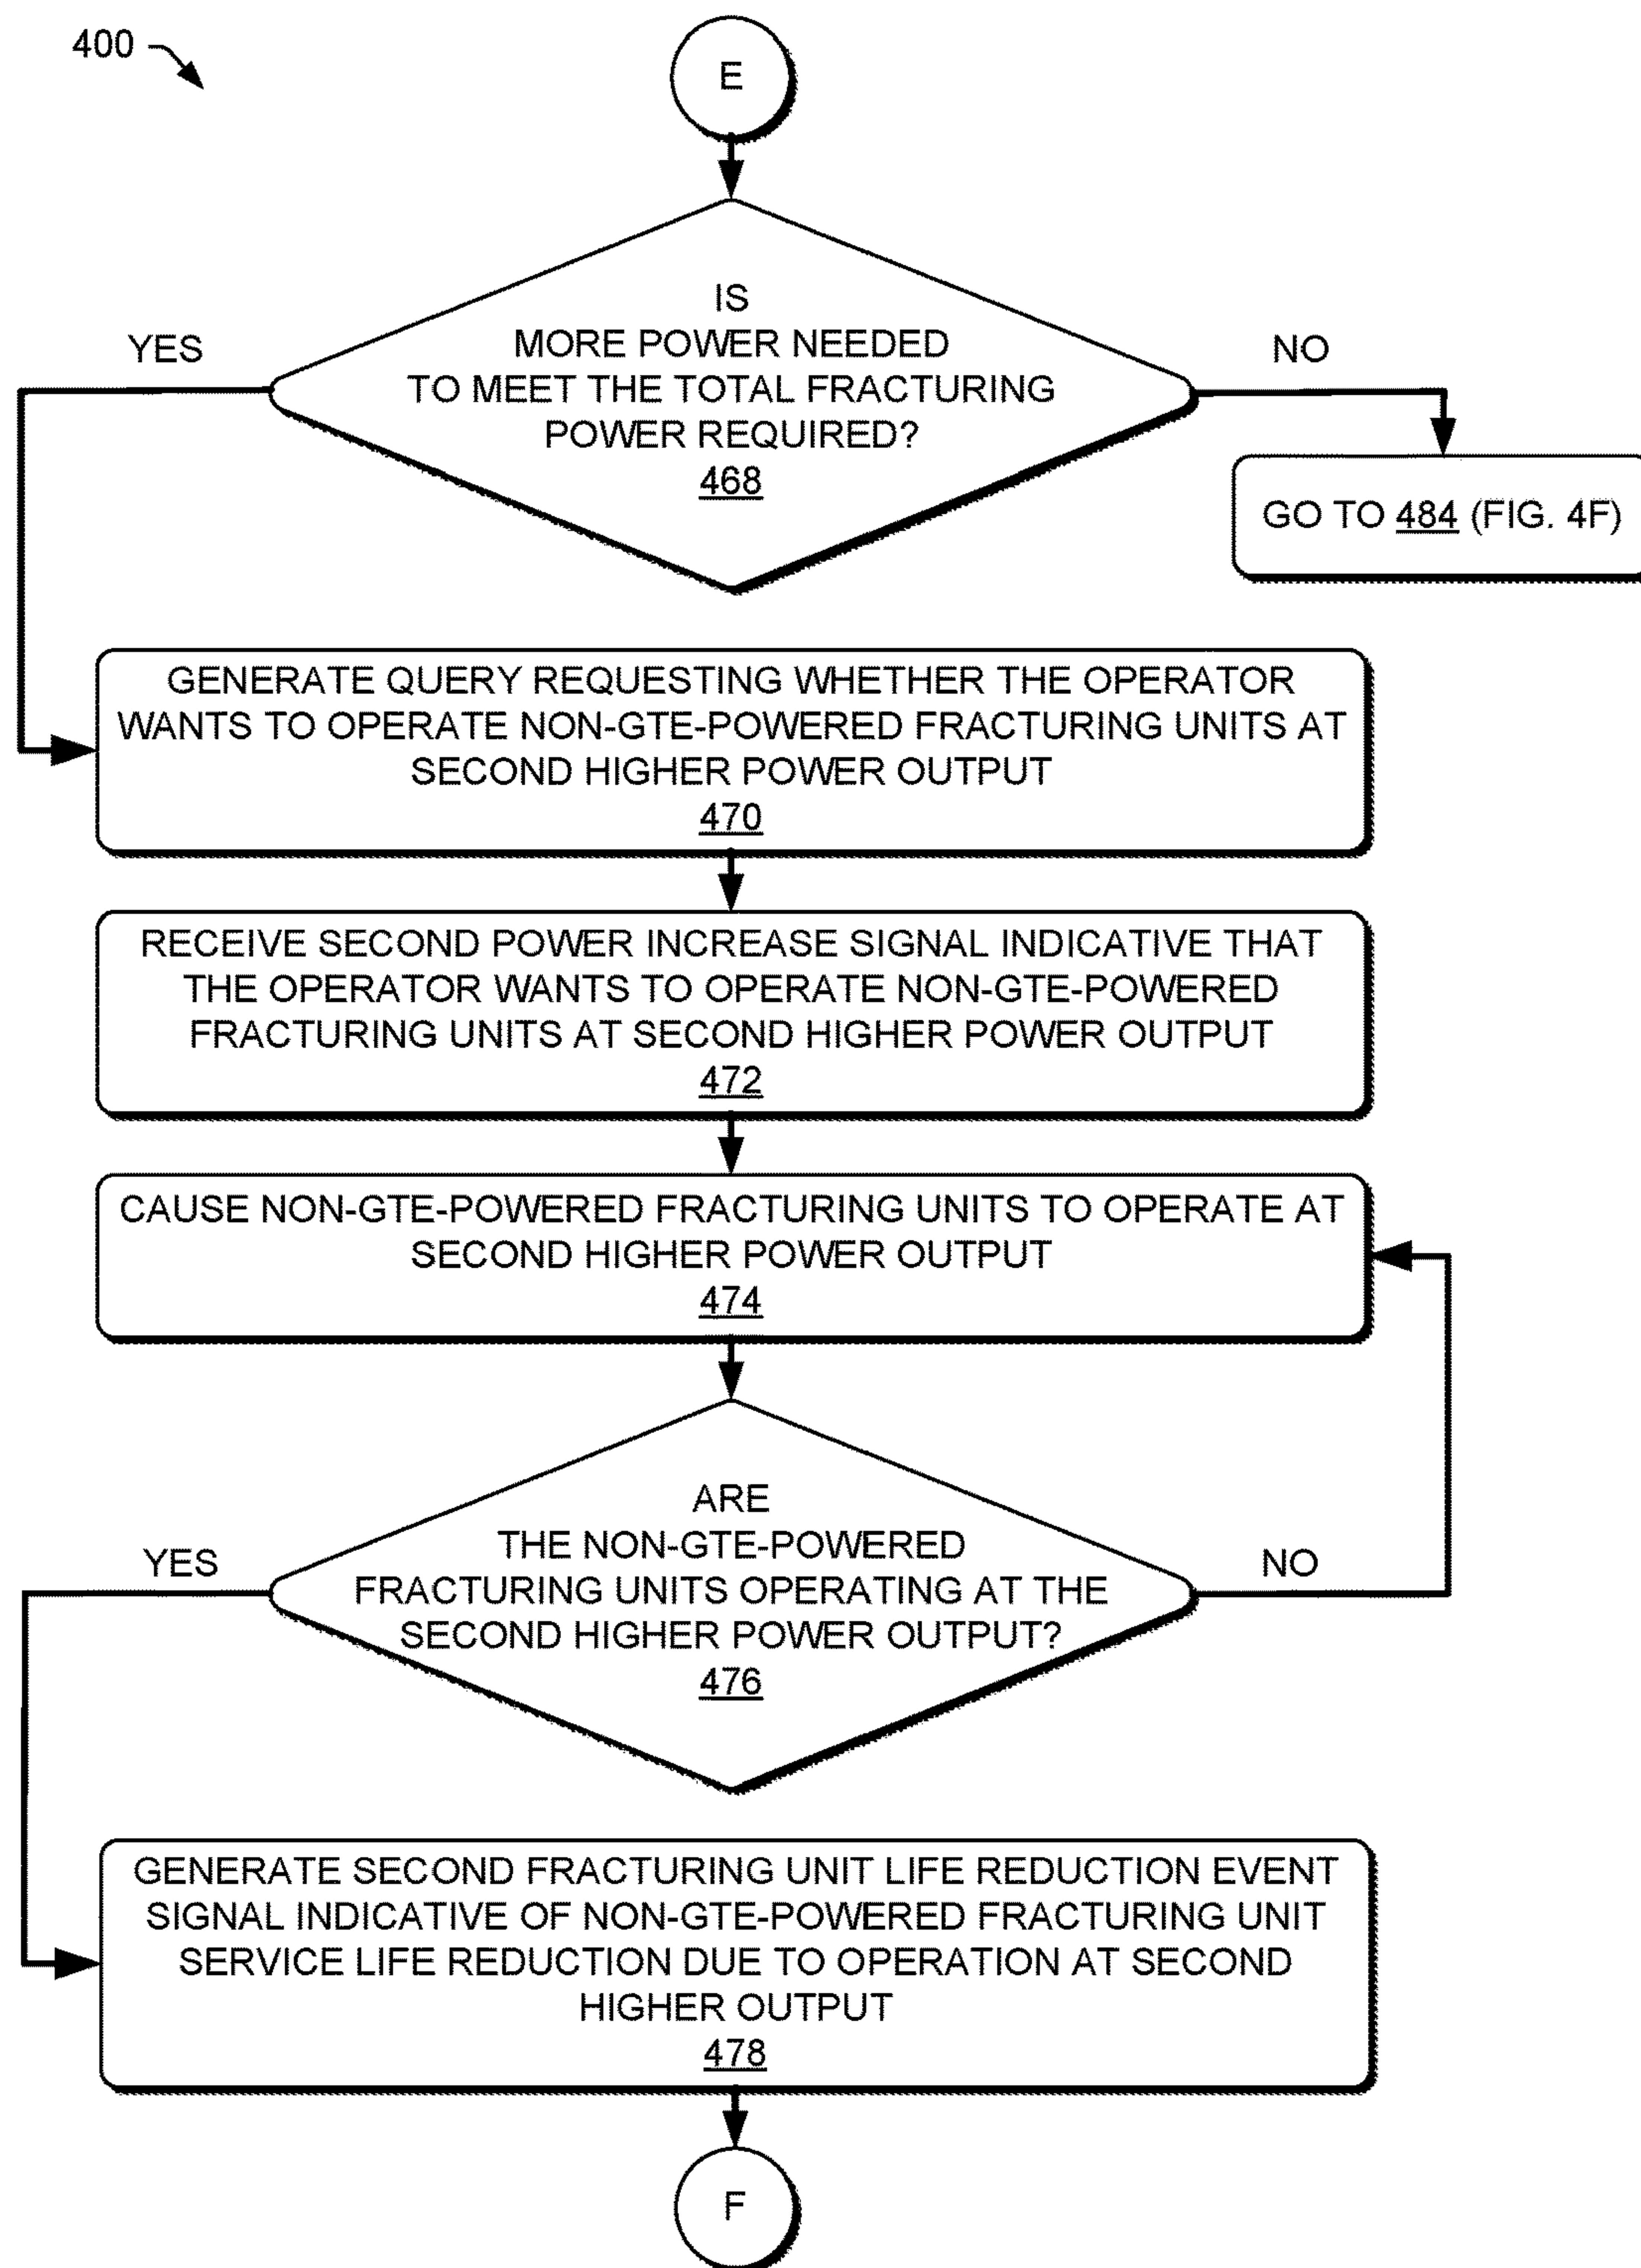 400
E
IS
MORE POWER NEEDED
TO MEET THE TOTAL FRACTURING
POWER REQUIRED?
468
YES
NO
GO TO 484 (FIG. 4F)
GENERATE QUERY REQUESTING WHETHER THE OPERATOR
WANTS TO OPERATE NON-GTE-POWERED FRACTURING UNITS AT
SECOND HIGHER POWER OUTPUT
470
RECEIVE SECOND POWER INCREASE SIGNAL INDICATIVE THAT
THE OPERATOR WANTS TO OPERATE NON-GTE-POWERED
FRACTURING UNITS AT SECOND HIGHER POWER OUTPUT
472
CAUSE NON-GTE-POWERED FRACTURING UNITS TO OPERATE AT
SECOND HIGHER POWER OUTPUT
474
ARE
THE NON-GTE-POWERED
FRACTURING UNITS OPERATING AT THE
SECOND HIGHER POWER OUTPUT?
476
YES
NO
GENERATE SECOND FRACTURING UNIT LIFE REDUCTION EVENT
SIGNAL INDICATIVE OF NON-GTE-POWERED FRACTURING UNIT
SERVICE LIFE REDUCTION DUE TO OPERATION AT SECOND
HIGHER OUTPUT
478
F